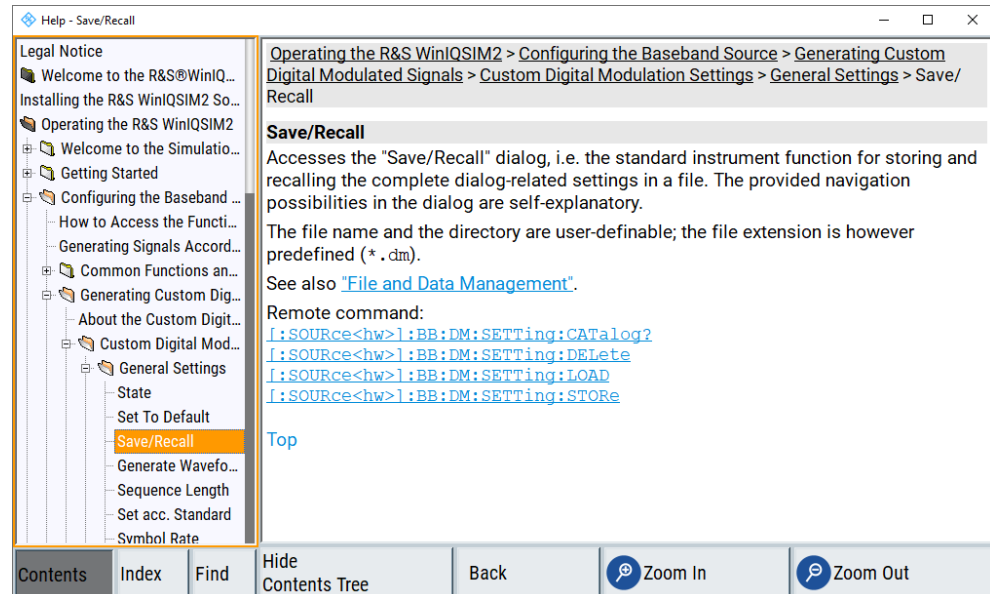 Help - Save/Recall
Legal Notice
Welcome to the R&S®WinIQ...
Installing the R&S WinIQSIM2 So...
Operating the R&S WinIQSIM2
Welcome to the Simulatio...
Getting Started
Configuring the Baseband ...
How to Access the Functi...
Generating Signals Accord...
Common Functions an...
Generating Custom Dig...
About the Custom Digit...
Custom Digital Mod...
General Settings
State
Set To Default
Save/Recall
Generate Wavefo...
Sequence Length
Set acc. Standard
Symbol Rate
Operating the R&S WinIQSIM2 > Configuring the Baseband Source > Generating Custom
Digital Modulated Signals > Custom Digital Modulation Settings > General Settings > Save/
Recall
Save/Recall
Accesses the "Save/Recall" dialog, i.e. the standard instrument function for storing and
recalling the complete dialog-related settings in a file. The provided navigation
possibilities in the dialog are self-explanatory.
The file name and the directory are user-definable; the file extension is however
predefined (*.dm).
See also "File and Data Management".
Remote command:
[:SOURce<hw>]:BB:DM:SETTing:CATalog?
[:SOURce<hw>]:BB:DM:SETTing:DELete
[:SOURce<hw>]:BB:DM:SETTing:LOAD
[:SOURce<hw>]:BB:DM:SETTing:STORe
Top
Contents
Index
Find
Hide
Contents Tree
Back
Zoom In
Zoom Out